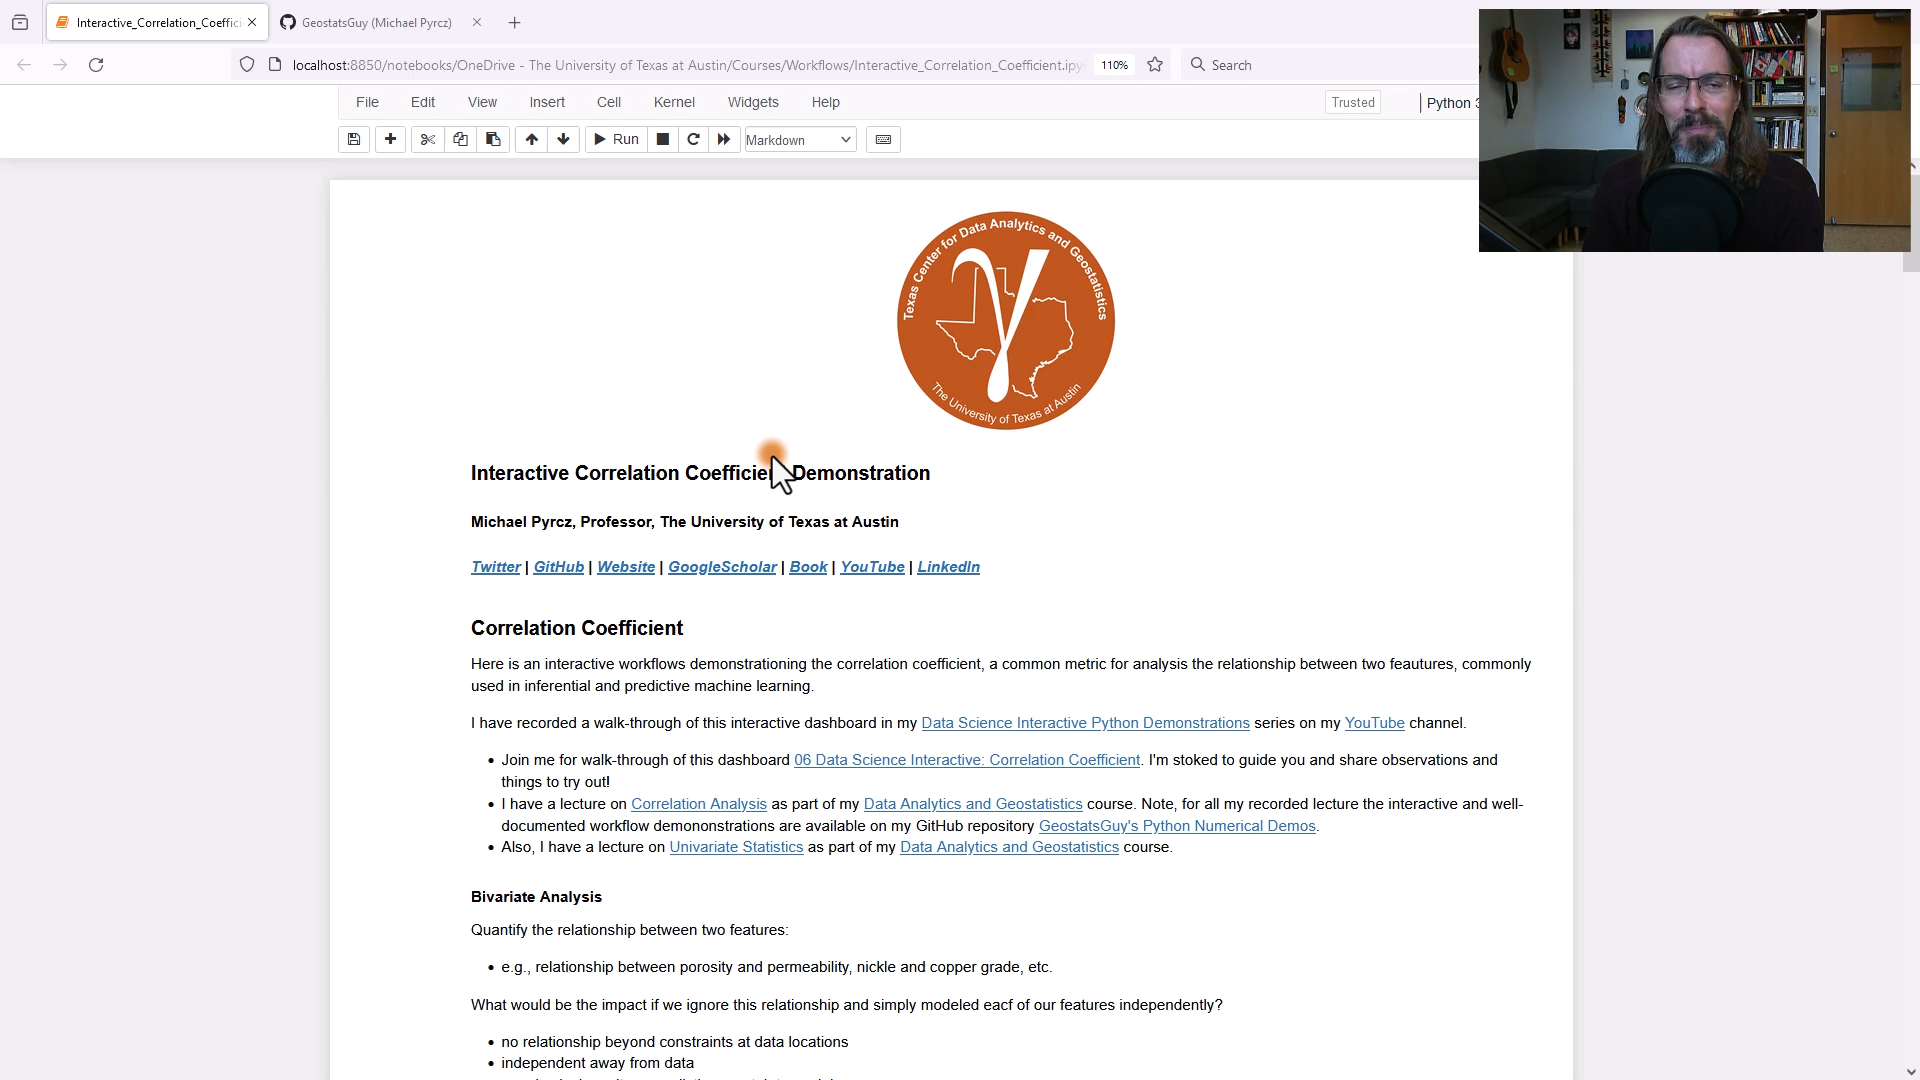 Interactive_Correlation_Coeffici
GeostatsGuy (Michael Pyrcz)
localhost:8850/notebooks/OneDrive - The University of Texas at Austin/Courses/Workflows/Interactive_Correlation_Coefficient.ipy
110%
Search
File Edit View Insert Cell Kernel Widgets Help
Trusted
Python 3
Run
Markdown
Texas Center for Data Analytics and Geostatistics
The University of Texas at Austin
Interactive Correlation Coefficien Demonstration
Michael Pyrcz, Professor, The University of Texas at Austin
Twitter | GitHub | Website | GoogleScholar | Book | YouTube | LinkedIn
Correlation Coefficient
Here is an interactive workflows demonstrationing the correlation coefficient, a common metric for analysis the relationship between two feautures, commonly
used in inferential and predictive machine learning.
I have recorded a walk-through of this interactive dashboard in my Data Science Interactive Python Demonstrations series on my YouTube channel.
• Join me for walk-through of this dashboard 06 Data Science Interactive: Correlation Coefficient. I'm stoked to guide you and share observations and
things to try out!
• I have a lecture on Correlation Analysis as part of my Data Analytics and Geostatistics course. Note, for all my recorded lecture the interactive and well-
documented workflow demononstrations are available on my GitHub repository GeostatsGuy's Python Numerical Demos.
• Also, I have a lecture on Univariate Statistics as part of my Data Analytics and Geostatistics course.
Bivariate Analysis
Quantify the relationship between two features:
• e.g., relationship between porosity and permeability, nickle and copper grade, etc.
What would be the impact if we ignore this relationship and simply modeled eacf of our features independently?
• no relationship beyond constraints at data locations
• independent away from data